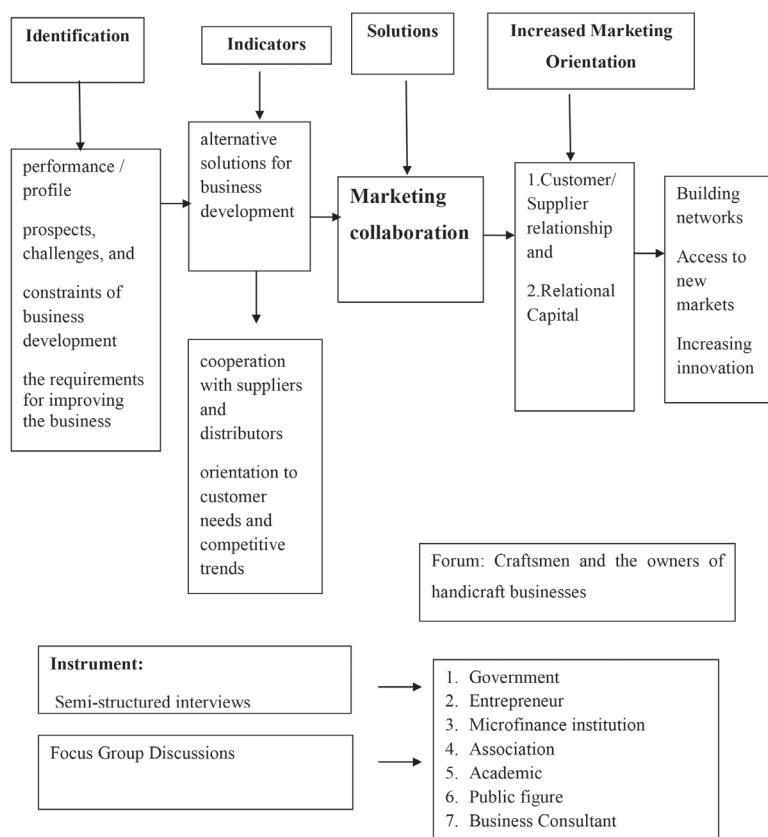 Identification
Indicators
Solutions
Increased Marketing
Orientation
performance /
profile
prospects,
challenges, and
constraints of
business
development
the requirements
for improving
the business
alternative
solutions for
business
development
cooperation
with suppliers
and
distributors
orientation to
customer
needs and
competitive
trends
Marketing
collaboration
1.Customer/
Supplier
relationship
and
2.Relational
Capital
Building
networks
Access to
new
markets
Increasing
innovation
Forum: Craftsmen and the owners of
handicraft businesses
Instrument:
Semi-structured interviews
Focus Group Discussions
1. Government
2. Entrepreneur
3. Microfinance institution
4. Association
5. Academic
6. Public figure
7. Business Consultant